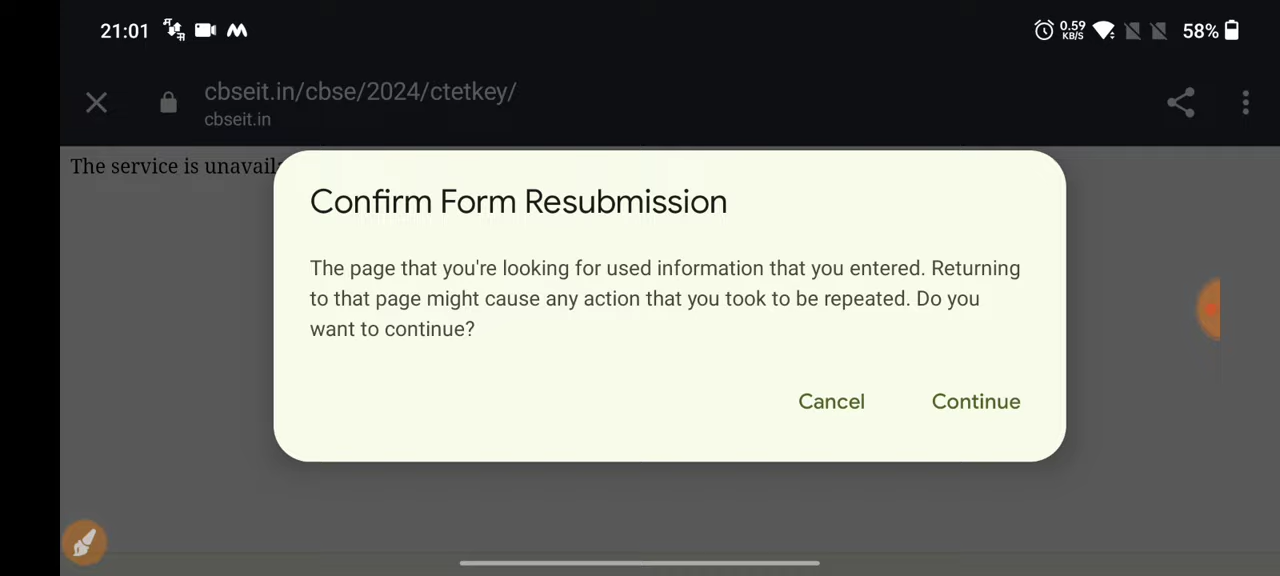 21:01
0.59
KB/S
58%
cbseit.in/cbse/2024/ctetkey/
cbseit.in
The service is
Confirm Form Resubmission
The page that you're looking for used information that you entered. Returning
to that page might cause any action that you took to be repeated. Do you
want to continue?
Cancel Continue